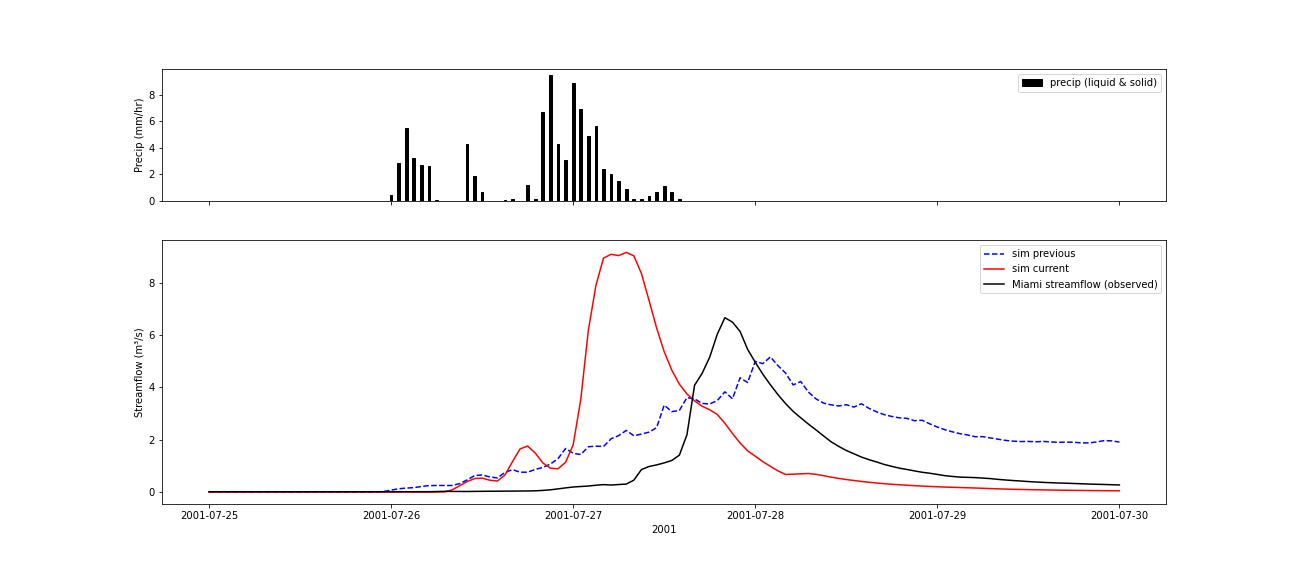 precip (liquid & solid)
Precip (mm/hr)
8
6
4
2
0
sim previous
sim current
Miami streamflow (observed)
Streamflow (m³/s)
8
6
4
2
0
2001-07-25 2001-07-26 2001-07-27 2001-07-28 2001-07-29 2001-07-30
2001